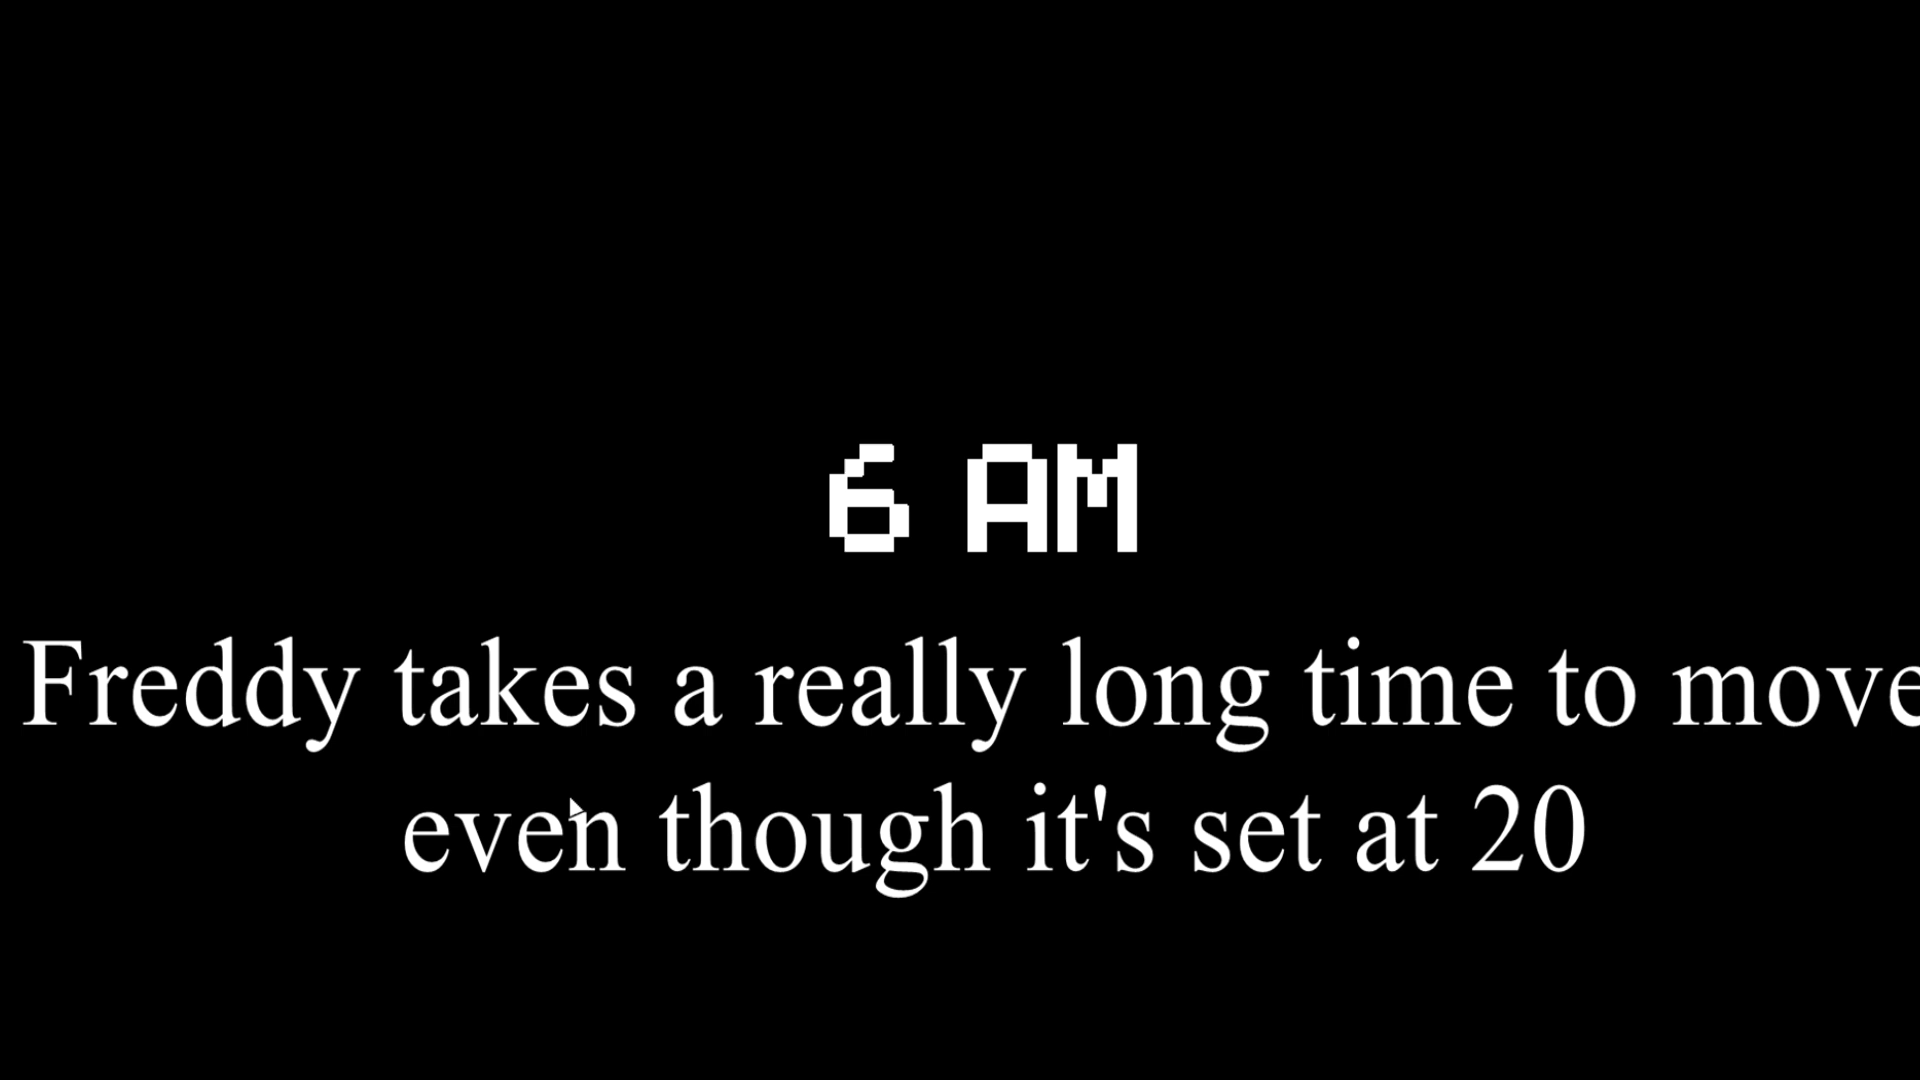 6 AM
Freddy takes a really long time to move
even though it's set at 20